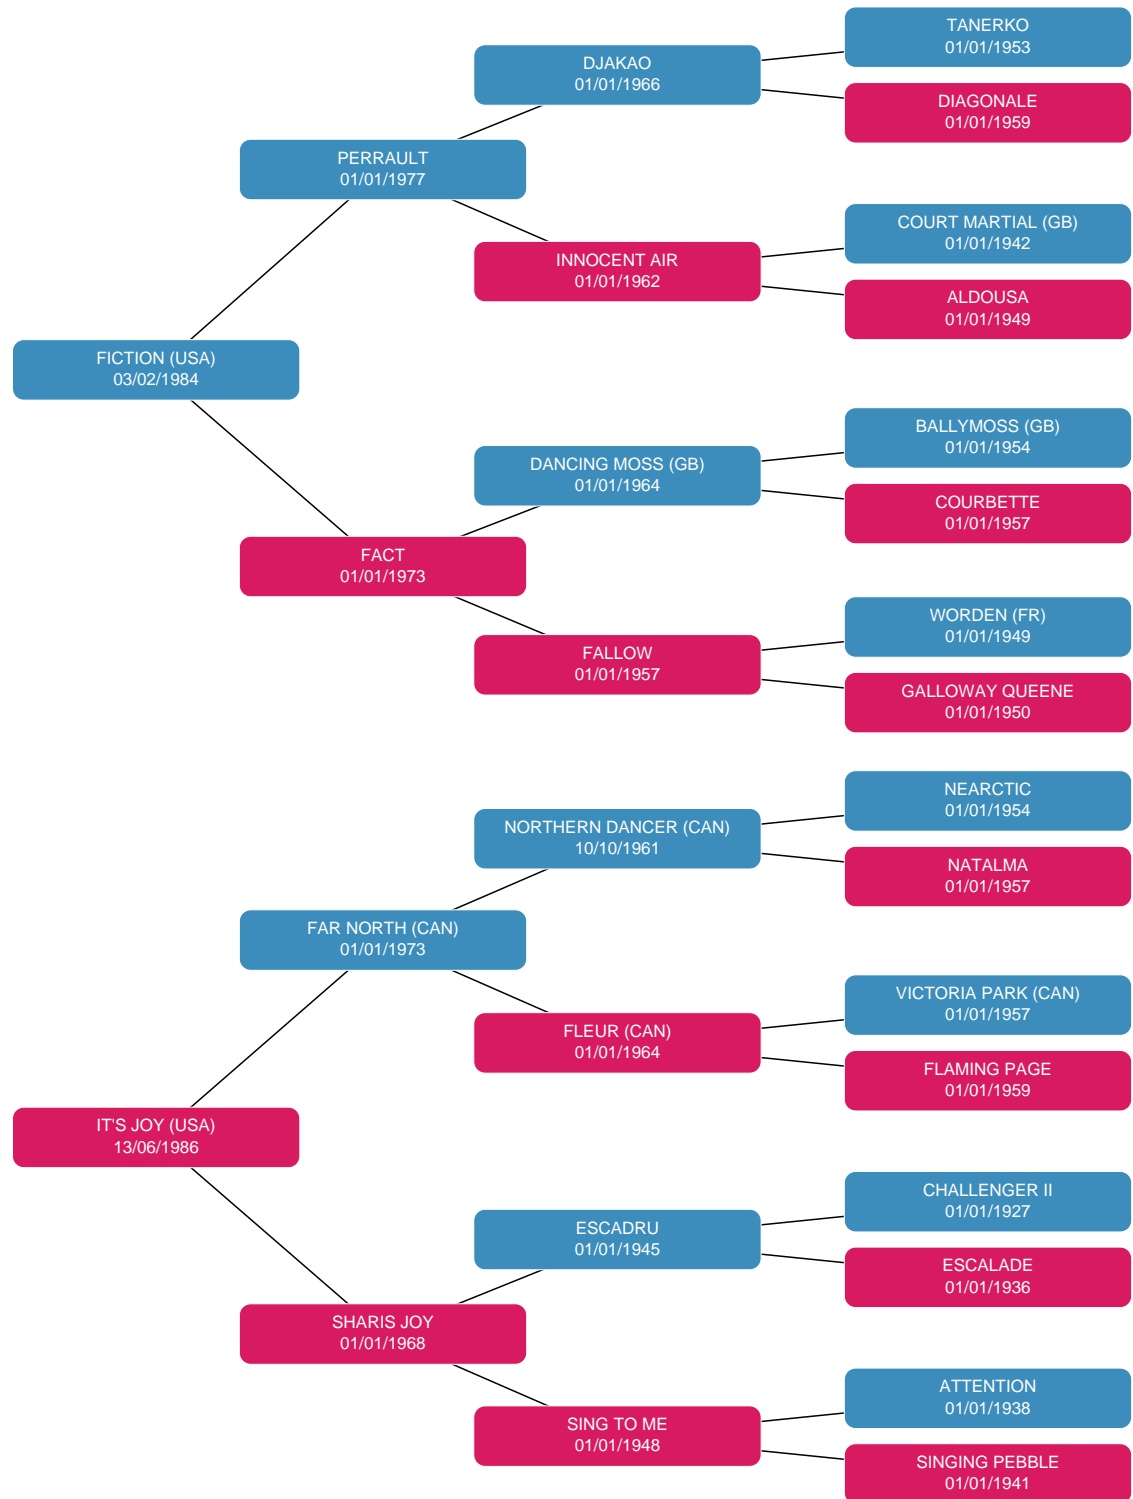 TANERKO
01/01/1953
DJAKAO
01/01/1966
DIAGONALE
01/01/1959
PERRAULT
01/01/1977
COURT MARTIAL (GB)
01/01/1942
INNOCENT AIR
01/01/1962
ALDOUSA
01/01/1949
FICTION (USA)
03/02/1984
BALLYMOSS (GB)
01/01/1954
DANCING MOSS (GB)
01/01/1964
COURBETTE
01/01/1957
FACT
01/01/1973
WORDEN (FR)
01/01/1949
FALLOW
01/01/1957
GALLOWAY QUEENE
01/01/1950
NEARCTIC
01/01/1954
NORTHERN DANCER (CAN)
10/10/1961
NATALMA
01/01/1957
FAR NORTH (CAN)
01/01/1973
VICTORIA PARK (CAN)
01/01/1957
FLEUR (CAN)
01/01/1964
FLAMING PAGE
01/01/1959
IT'S JOY (USA)
13/06/1986
CHALLENGER II
01/01/1927
ESCADRU
01/01/1945
ESCALADE
01/01/1936
SHARIS JOY
01/01/1968
ATTENTION
01/01/1938
SING TO ME
01/01/1948
SINGING PEBBLE
01/01/1941